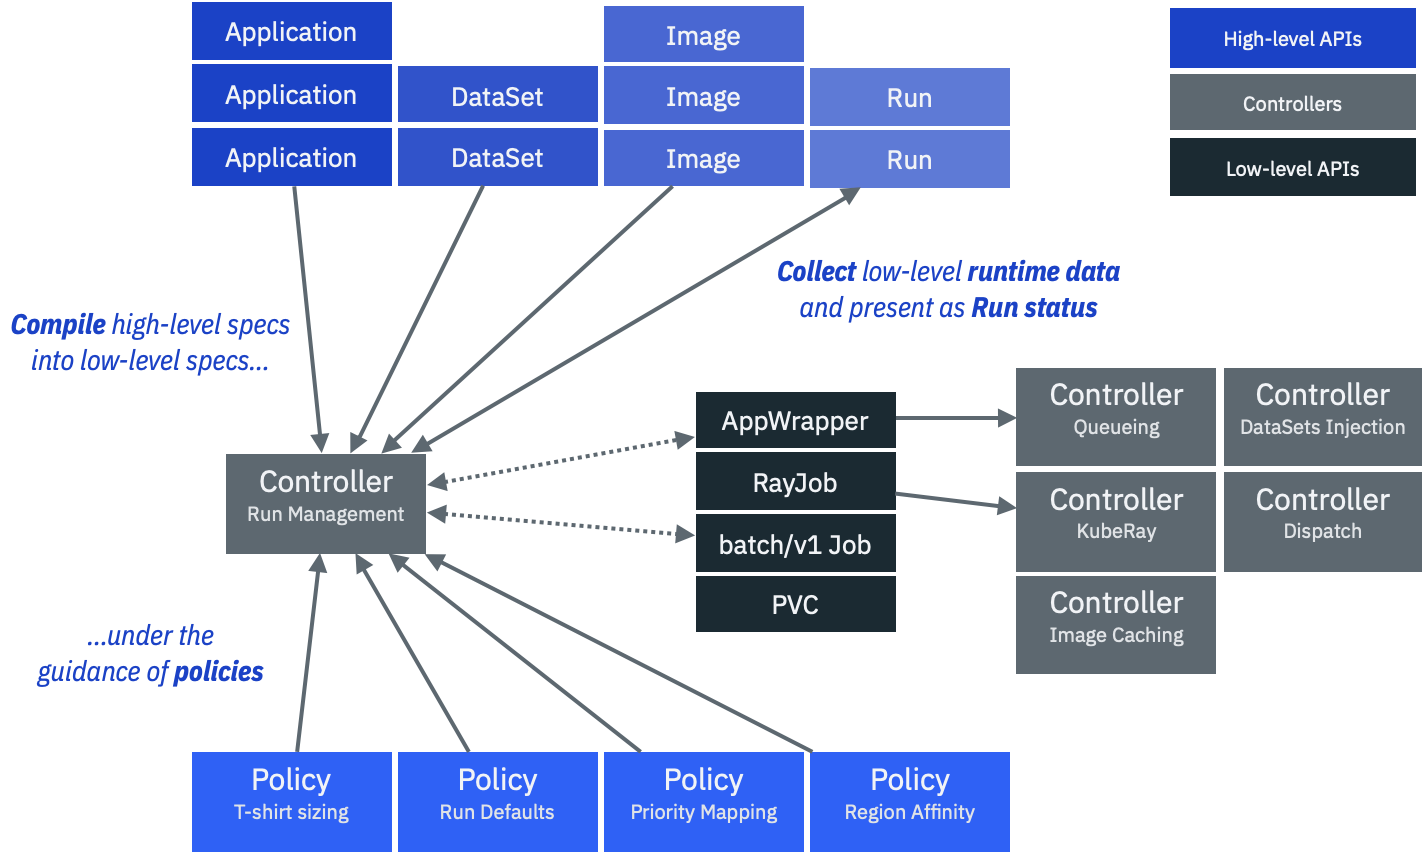 Application
Application
Application
DataSet
DataSet
Image
Image
Image
Run
Run
High-level APIs
Controllers
Low-level APIs
Compile high-level specs
into low-level specs...
Collect low-level runtime data
and present as Run status
Controller
Run Management
AppWrapper
RayJob
batch/v1 Job
PVC
Controller
Queueing
Controller
DataSets Injection
Controller
KubeRay
Controller
Dispatch
Controller
Image Caching
...under the
guidance of policies
Policy
T-shirt sizing
Policy
Run Defaults
Policy
Priority Mapping
Policy
Region Affinity